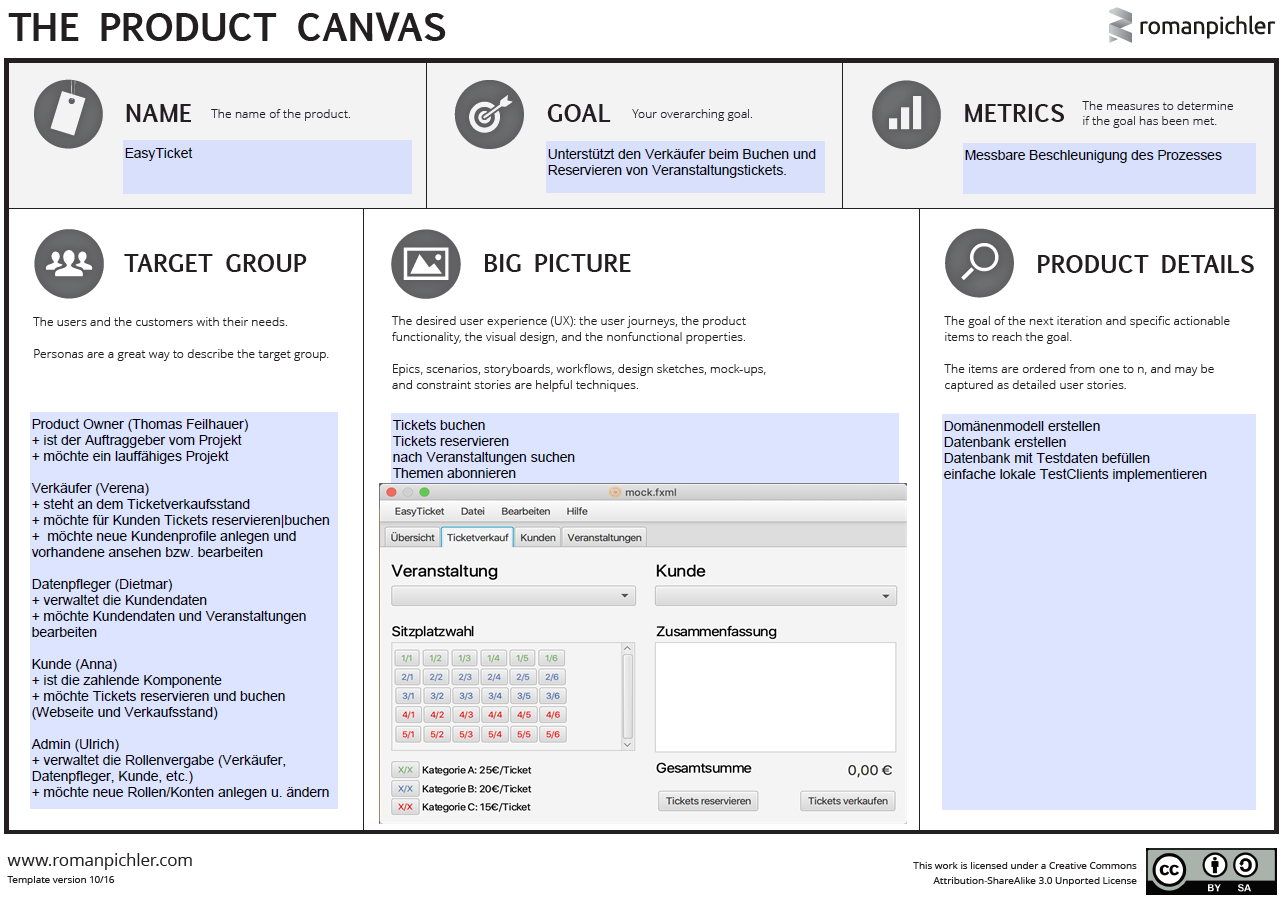 THE PRODUCT CANVAS
romanpichler
NAME
The name of the product.
EasyTicket
GOAL
Your overarching goal.
Unterstützt den Verkäufer beim Buchen und
Reservieren von Veranstaltungstickets.
METRICS
The measures to determine
if the goal has been met.
Messbare Beschleunigung des Prozesses
TARGET GROUP
The users and the customers with their needs.
Personas are a great way to describe the target group.
Product Owner (Thomas Feilhauer)
+ ist der Auftraggeber vom Projekt
+ möchte ein lauffähiges Projekt
Verkäufer (Verena)
+ steht an dem Ticketverkaufsstand
+ möchte für Kunden Tickets reservieren|buchen
+  möchte neue Kundenprofile anlegen und
vorhandene ansehen bzw. bearbeiten
Datenpfleger (Dietmar)
+ verwaltet die Kundendaten
+ möchte Kundendaten und Veranstaltungen
bearbeiten
Kunde (Anna)
+ ist die zahlende Komponente
+ möchte Tickets reservieren und buchen
(Webseite und Verkaufsstand)
Admin (Ulrich)
+ verwaltet die Rollenvergabe (Verkäufer,
Datenpfleger, Kunde, etc.)
+ möchte neue Rollen/Konten anlegen u. ändern
BIG PICTURE
The desired user experience (UX): the user journeys, the product
functionality, the visual design, and the nonfunctional properties.
Epics, scenarios, storyboards, workflows, design sketches, mock-ups,
and constraint stories are helpful techniques.
Tickets buchen
Tickets reservieren
nach Veranstaltungen suchen
Themen abonnieren
mock.fxml
EasyTicket Datei Bearbeiten Hilfe
Übersicht Ticketverkauf Kunden Veranstaltungen
Veranstaltung
Kunde
Sitzplatzwahl
1/1 1/2 1/3 1/4 1/5 1/6
2/1 2/2 2/3 2/4 2/5 2/6
3/1 3/2 3/3 3/4 3/5 3/6
4/1 4/2 4/3 4/4 4/5 4/6
5/1 5/2 5/3 5/4 5/5 5/6
X/X Kategorie A: 25€/Ticket
X/X Kategorie B: 20€/Ticket
X/X Kategorie C: 15€/Ticket
Zusammenfassung
Gesamtsumme 0,00 €
Tickets reservieren Tickets verkaufen
PRODUCT DETAILS
The goal of the next iteration and specific actionable
items to reach the goal.
The items are ordered from one to n, and may be
captured as detailed user stories.
Domänenmodell erstellen
Datenbank erstellen
Datenbank mit Testdaten befüllen
einfache lokale TestClients implementieren
www.romanpichler.com
Template version 10/16
This work is licensed under a Creative Commons
Attribution-ShareAlike 3.0 Unported License
cc
BY SA